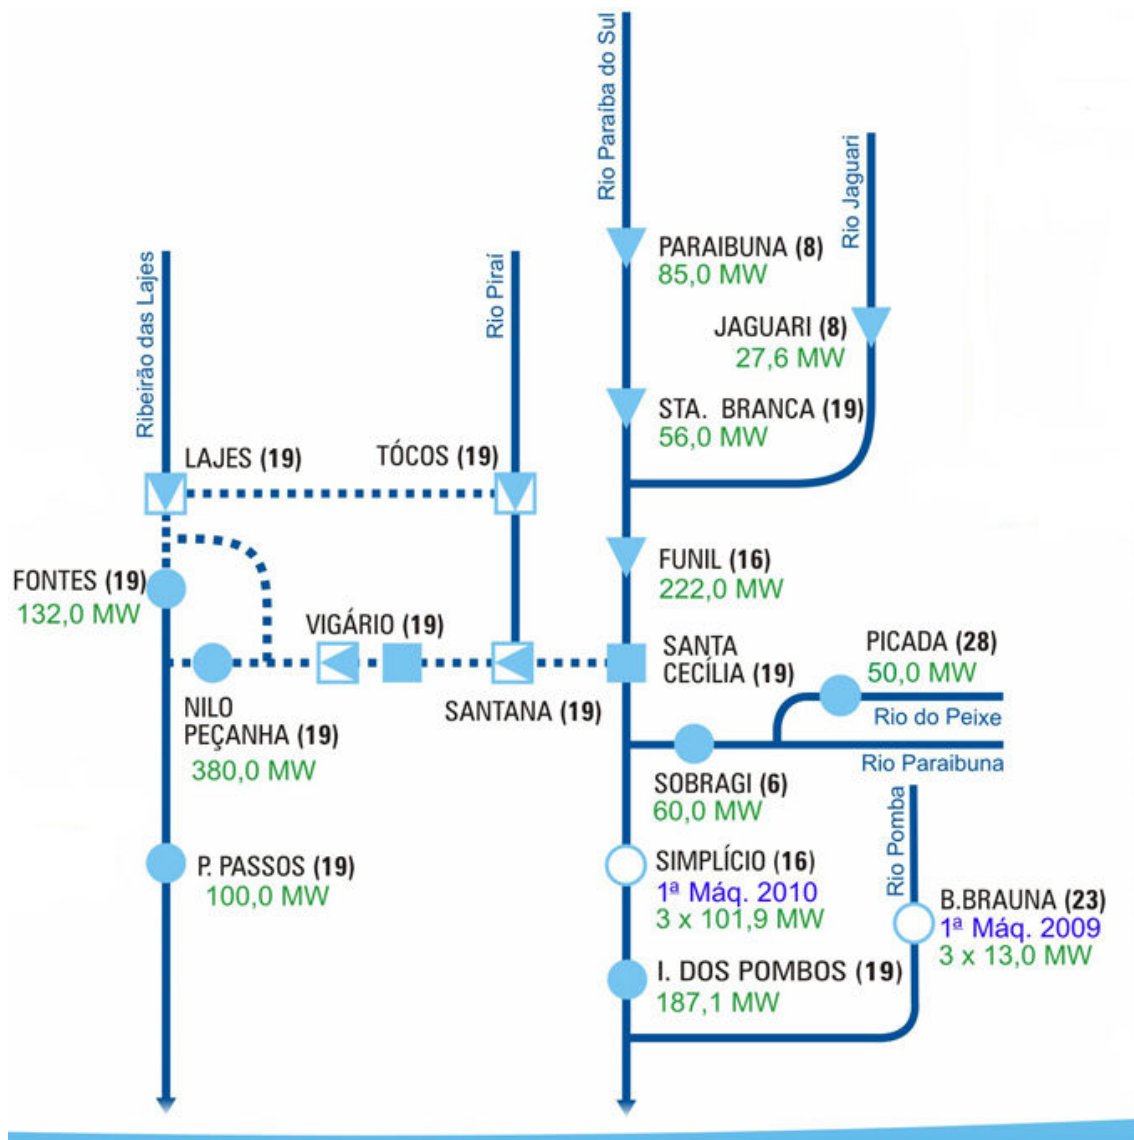 Rio Paraíba do Sul
Rio Jaguari
PARAIBUNA (8)
85,0 MW
Ribeirão das Lajes
Rio Piraí
JAGUARI (8)
27,6 MW
STA. BRANCA (19)
56,0 MW
LAJES (19)
TÓCOS (19)
FUNIL (16)
222,0 MW
FONTES (19)
132,0 MW
VIGÁRIO (19)
SANTA
CECÍLIA (19)
PICADA (28)
50,0 MW
Rio do Peixe
NILO
PEÇANHA (19)
380,0 MW
SANTANA (19)
Rio Paraibuna
SOBRAGI (6)
60,0 MW
Rio Pomba
P. PASSOS (19)
100,0 MW
SIMPLÍCIO (16)
1ª Máq. 2010
3 x 101,9 MW
B.BRAUNA (23)
1ª Máq. 2009
3 x 13,0 MW
I. DOS POMBOS (19)
187,1 MW